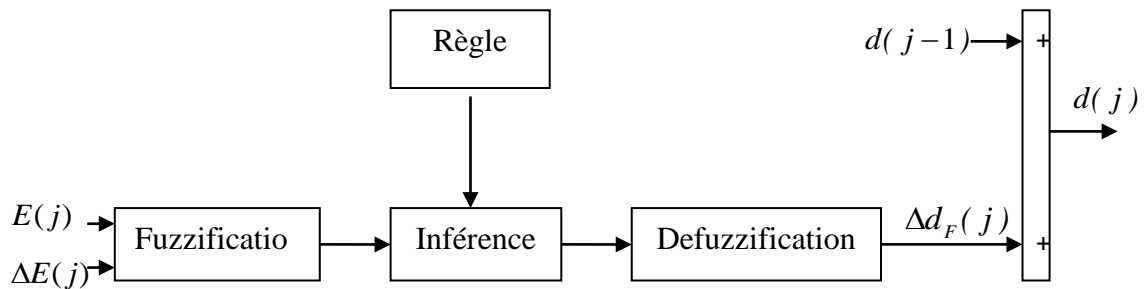 Règle
d( j−1)
+
d( j )
E(j)
ΔE(j)
Fuzzificatio
Inférence
Defuzzification
Δd_F( j)
+